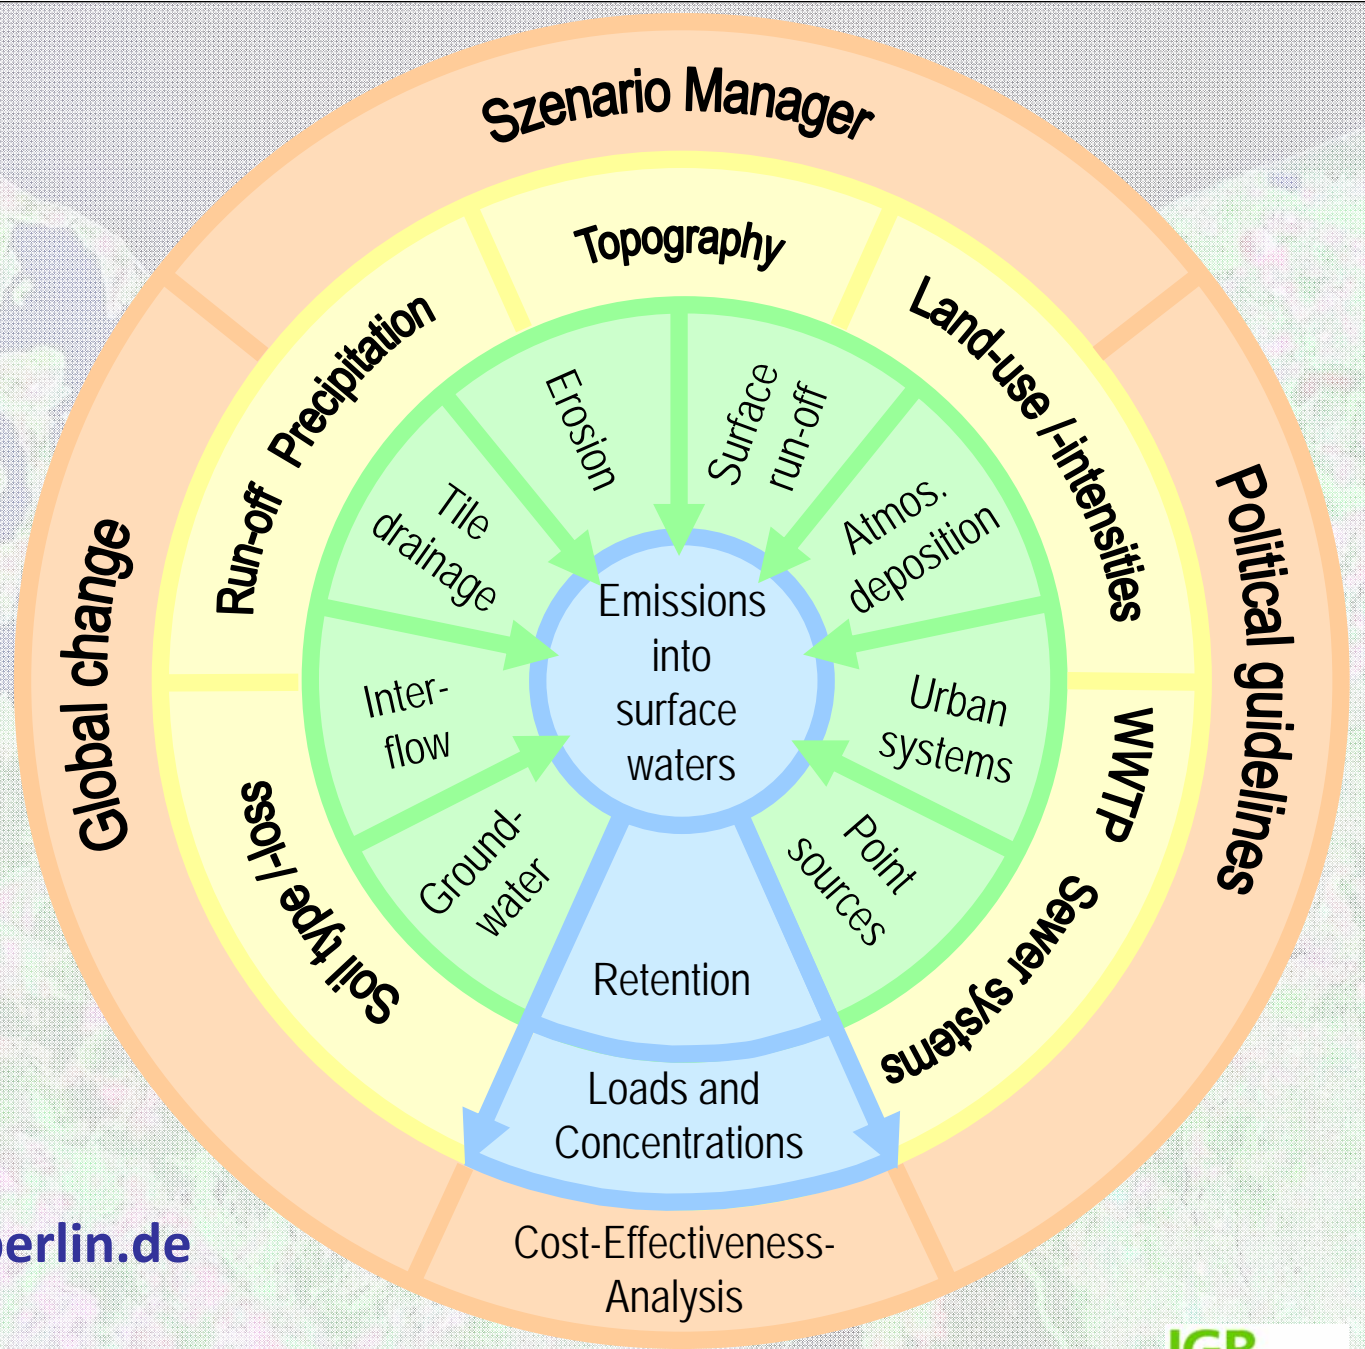 Szenario Manager
Topography
Run-off Precipitation
Land-use /-intensities
Global change
Political guidelines
Soil type /-loss
WWTP Sewer systems
Erosion
Surface
run-off
Tile
drainage
Atmos.
deposition
Inter-
flow
Urban
systems
Ground-
water
Point
sources
Emissions
into
surface
waters
Retention
Loads and
Concentrations
Cost-Effectiveness-
Analysis
berlin.de
IGB